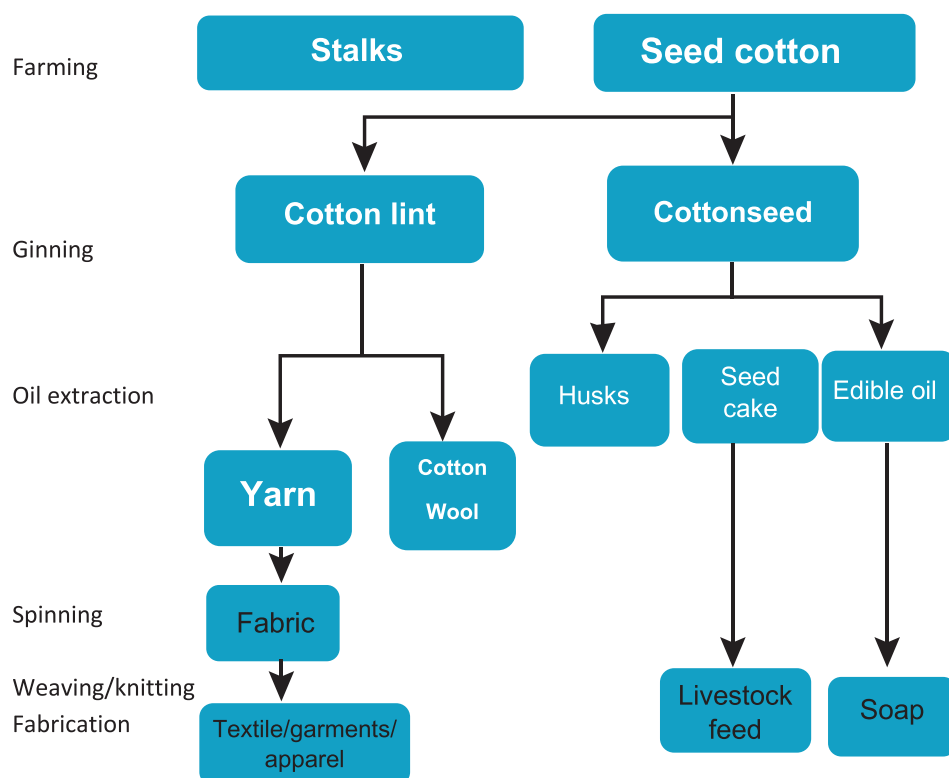 Farming
Stalks
Seed cotton
Ginning
Cotton lint
Cottonseed
Oil extraction
Husks
Seed
cake
Edible oil
Yarn
Cotton
Wool
Spinning
Fabric
Weaving/knitting
Fabrication
Textile/garments/
apparel
Livestock
feed
Soap